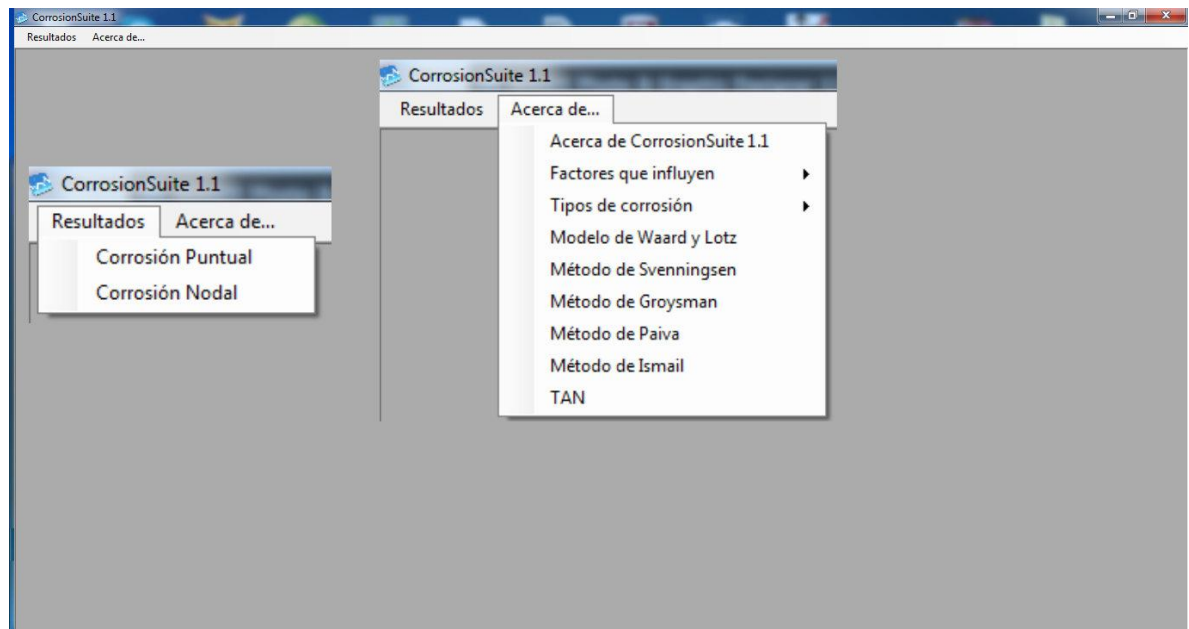 CorrosionSuite 1.1
Resultados Acerca de...
CorrosionSuite 1.1
Resultados Acerca de...
Corrosión Puntual
Corrosión Nodal
CorrosionSuite 1.1
Resultados Acerca de...
Acerca de CorrosionSuite 1.1
Factores que influyen
Tipos de corrosión
Modelo de Waard y Lotz
Método de Svenningsen
Método de Groysman
Método de Paiva
Método de Ismail
TAN